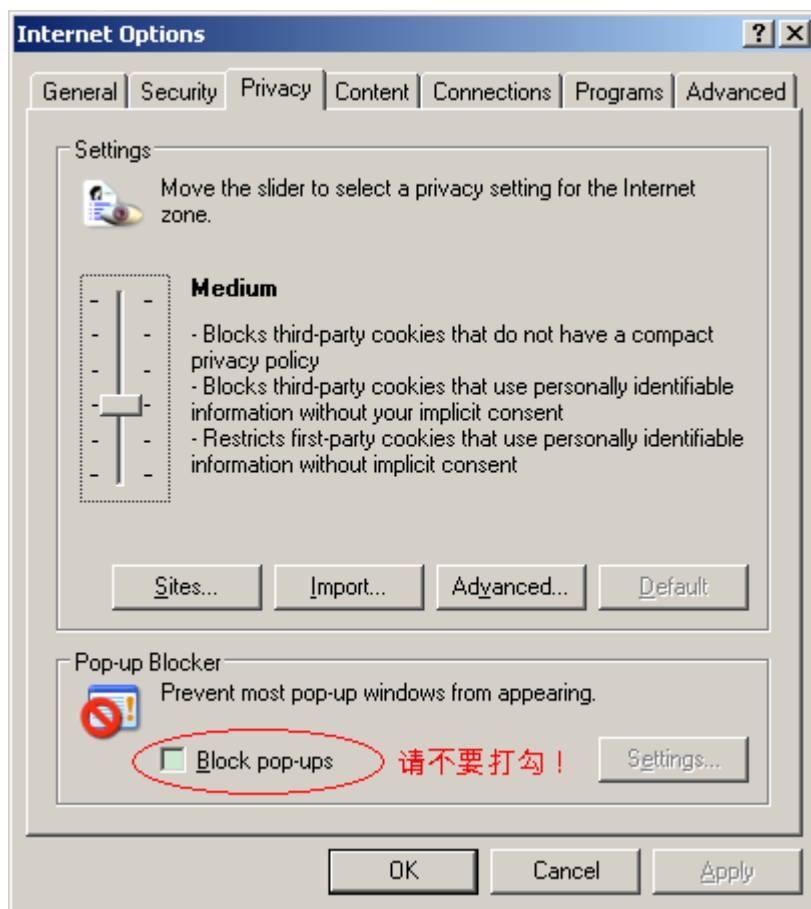 Internet Options
General Security Privacy Content Connections Programs Advanced
Settings
Move the slider to select a privacy setting for the Internet
zone.
Medium
- Blocks third-party cookies that do not have a compact
privacy policy
- Blocks third-party cookies that use personally identifiable
information without your implicit consent
- Restricts first-party cookies that use personally identifiable
information without implicit consent
Sites... Import... Advanced... Default
Pop-up Blocker
Prevent most pop-up windows from appearing.
Block pop-ups 请不要打勾！ Settings...
OK Cancel Apply